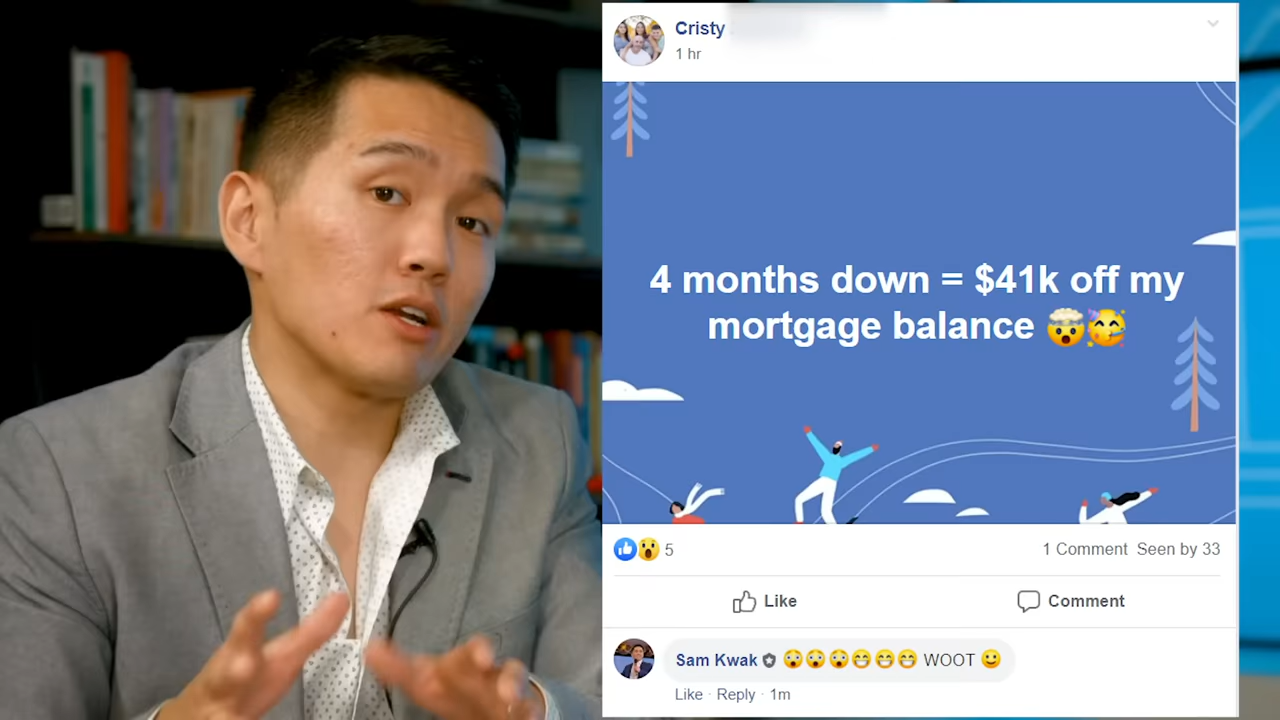 Cristy
1 hr
4 months down = $41k off my
mortgage balance 🤯🥳
5
1 Comment Seen by 33
Like
Comment
Sam Kwak 😲😲😲😁😁😁 WOOT 🙂
Like · Reply · 1m